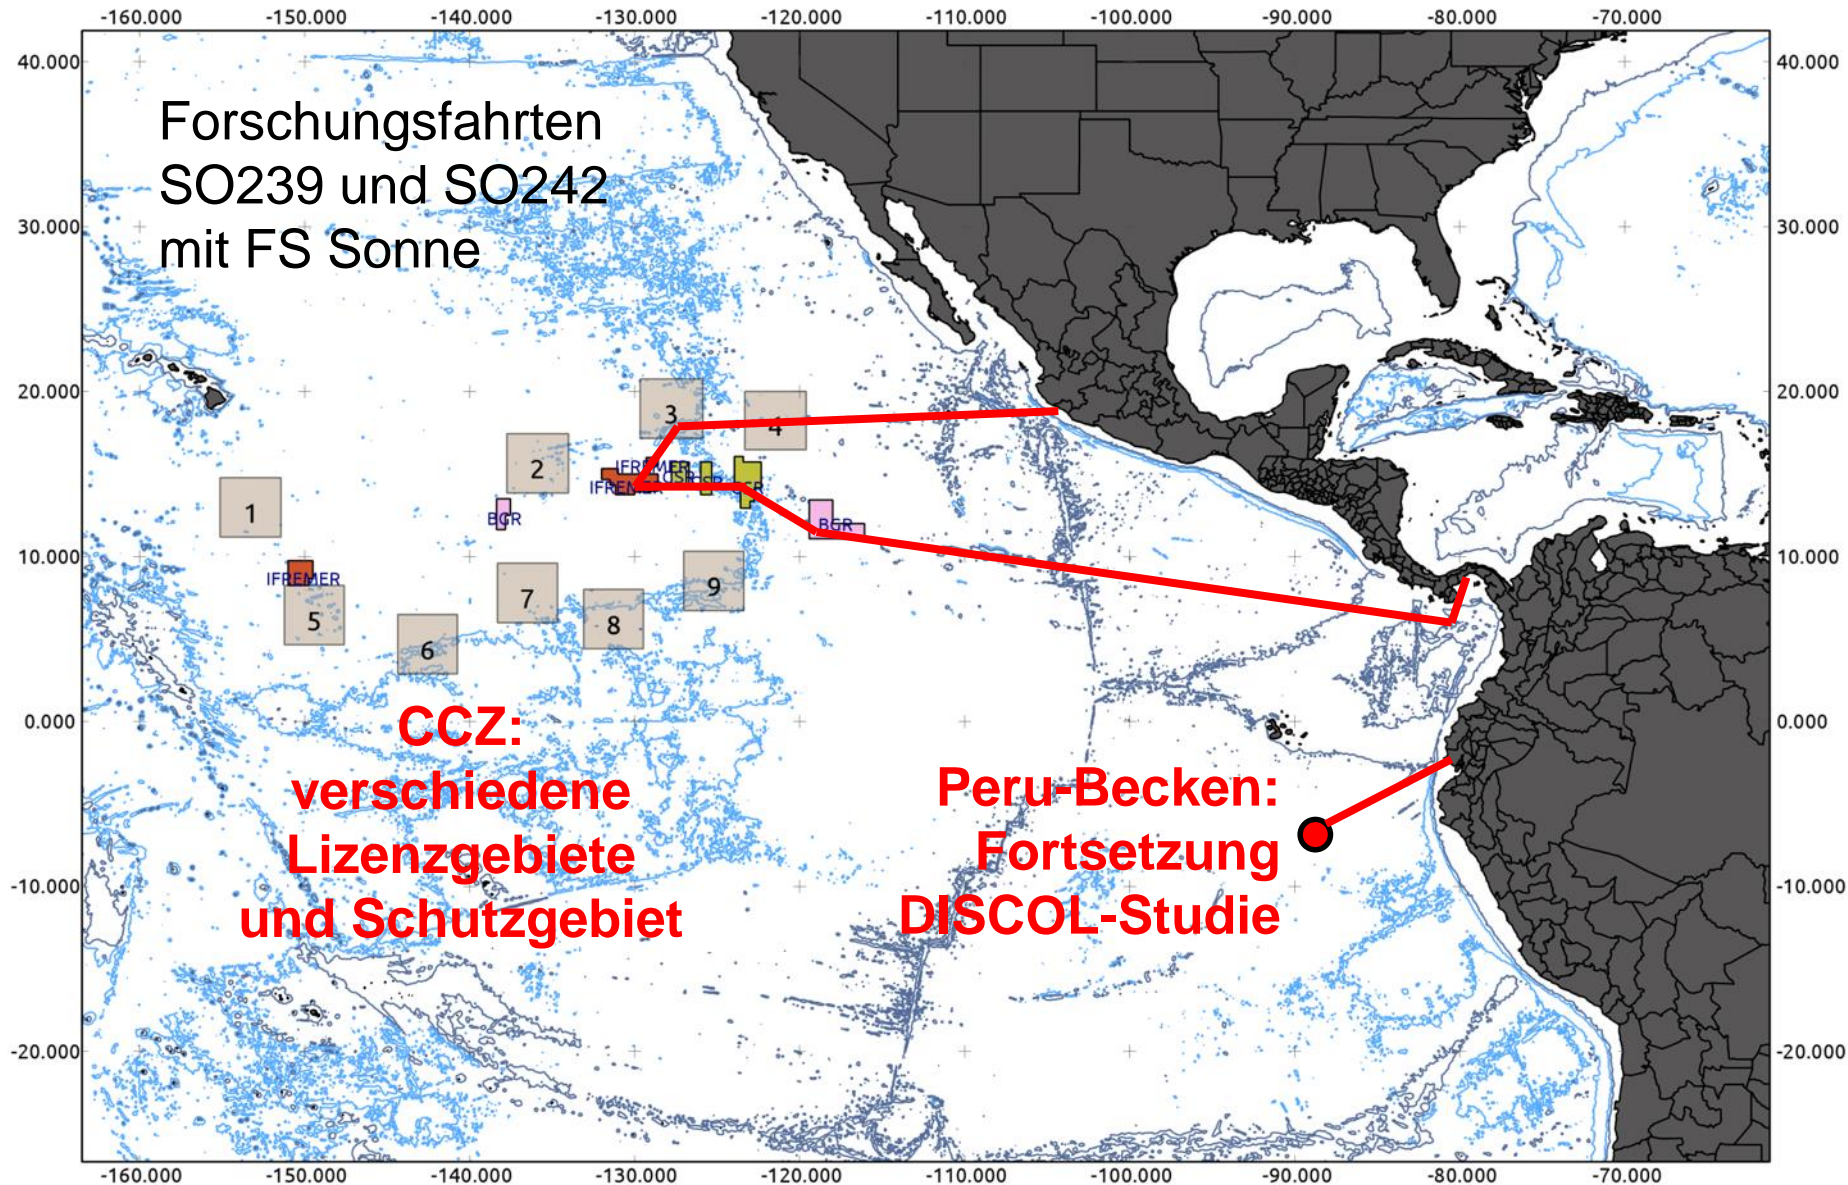 -160.000 -150.000 -140.000 -130.000 -120.000 -110.000 -100.000 -90.000 -80.000 -70.000
40.000 40.000
Forschungsfahrten
SO239 und SO242
mit FS Sonne
30.000 30.000
20.000 20.000
3
4
2
IFREMER
GSR
IFREMER
GSR
GSR
1
BGR
BGR
10.000 10.000
IFREMER
9
7
5
8
6
0.000 0.000
CCZ:
verschiedene
Lizenzgebiete
und Schutzgebiet
Peru-Becken:
Fortsetzung
DISCOL-Studie
-10.000 -10.000
-20.000 -20.000
-160.000 -150.000 -140.000 -130.000 -120.000 -110.000 -100.000 -90.000 -80.000 -70.000